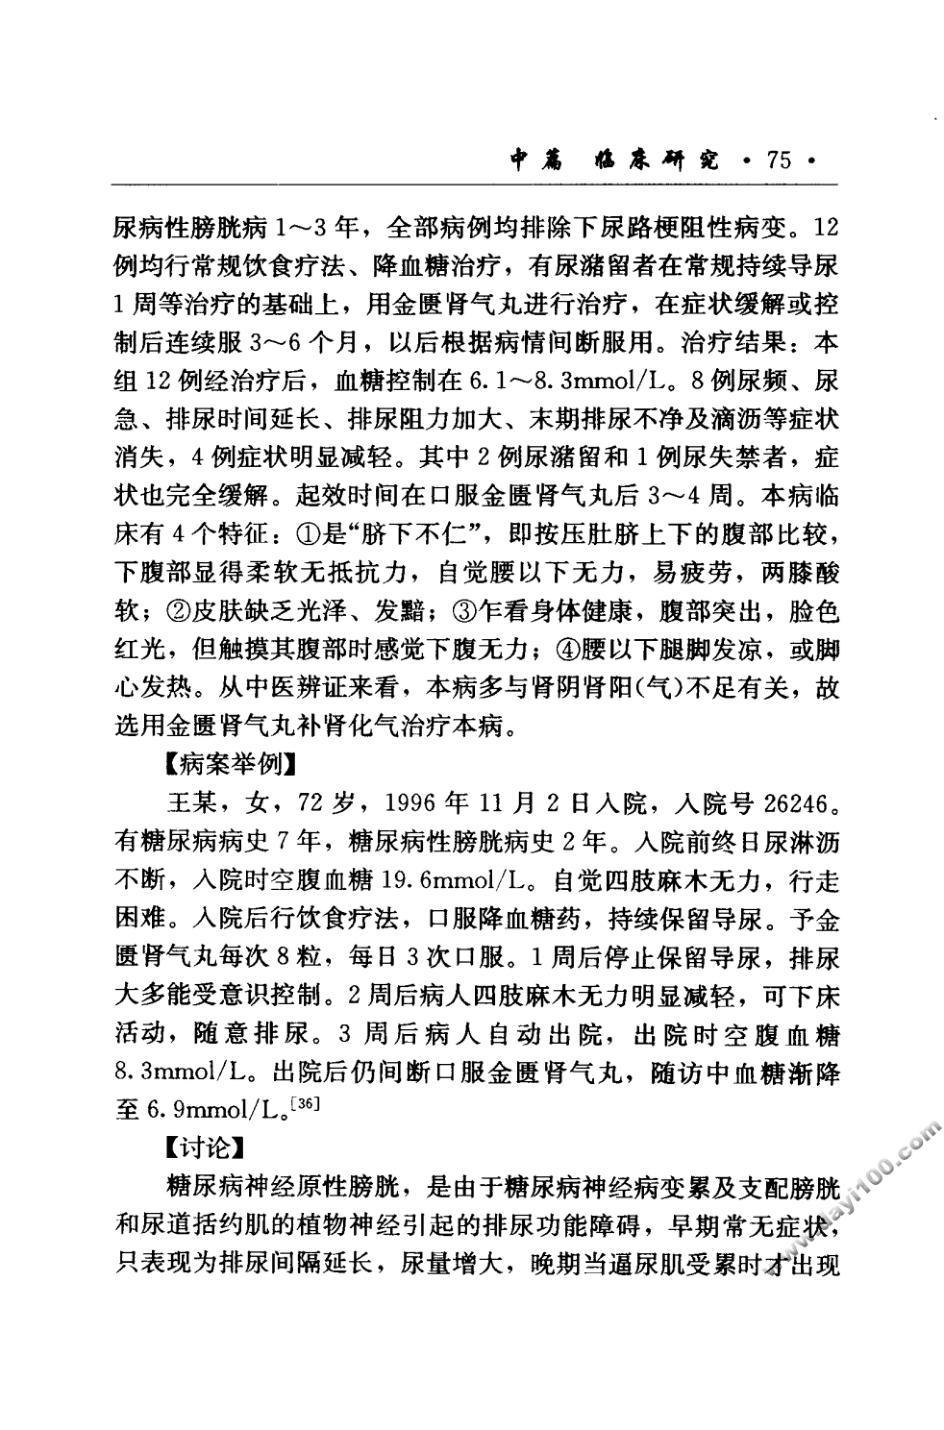 中篇 临床研究 · 75 ·
尿病性膀胱病 1～3 年，全部病例均排除下尿路梗阻性病变。12
例均行常规饮食疗法、降血糖治疗，有尿潴留者在常规持续导尿
1 周等治疗的基础上，用金匮肾气丸进行治疗，在症状缓解或控
制后连续服 3～6 个月，以后根据病情间断服用。治疗结果：本
组 12 例经治疗后，血糖控制在 6.1～8.3mmol/L。8 例尿频、尿
急、排尿时间延长、排尿阻力加大、末期排尿不净及滴沥等症状
消失，4 例症状明显减轻。其中 2 例尿潴留和 1 例尿失禁者，症
状也完全缓解。起效时间在口服金匮肾气丸后 3～4 周。本病临
床有 4 个特征：①是“脐下不仁”，即按压肚脐上下的腹部比较，
下腹部显得柔软无抵抗力，自觉腰以下无力，易疲劳，两膝酸
软；②皮肤缺乏光泽、发黯；③乍看身体健康，腹部突出，脸色
红光，但触摸其腹部时感觉下腹无力；④腰以下腿脚发凉，或脚
心发热。从中医辨证来看，本病多与肾阴肾阳(气)不足有关，故
选用金匮肾气丸补肾化气治疗本病。
【病案举例】
王某，女，72 岁，1996 年 11 月 2 日入院，入院号 26246。
有糖尿病病史 7 年，糖尿病性膀胱病史 2 年。入院前终日尿淋沥
不断，入院时空腹血糖 19.6mmol/L。自觉四肢麻木无力，行走
困难。入院后行饮食疗法，口服降血糖药，持续保留导尿。予金
匮肾气丸每次 8 粒，每日 3 次口服。1 周后停止保留导尿，排尿
大多能受意识控制。2 周后病人四肢麻木无力明显减轻，可下床
活动，随意排尿。3 周后病人自动出院，出院时空腹血糖
8.3mmol/L。出院后仍间断口服金匮肾气丸，随访中血糖渐降
至 6.9mmol/L。[36]
【讨论】
糖尿病神经原性膀胱，是由于糖尿病神经病变累及支配膀胱
和尿道括约肌的植物神经引起的排尿功能障碍，早期常无症状，
只表现为排尿间隔延长，尿量增大，晚期当逼尿肌受累时才出现
www.dayi100.com